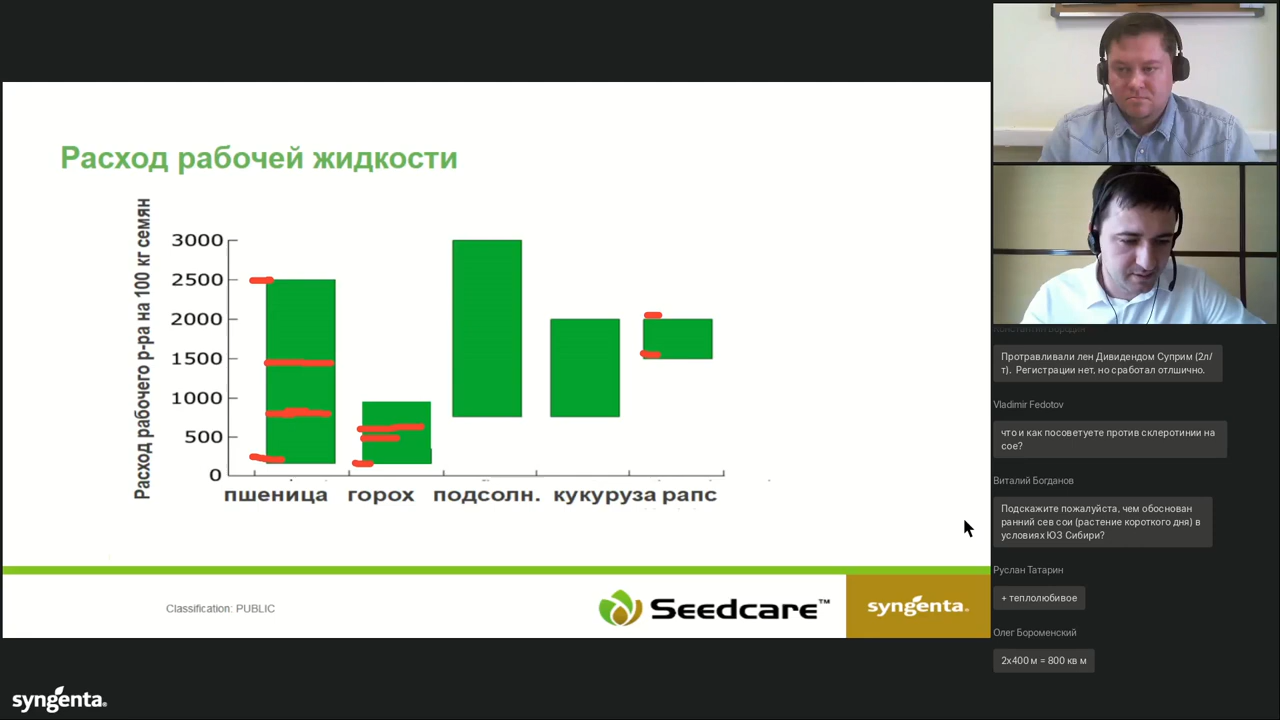 Расход рабочей жидкости
Расход рабочего р-ра на 100 кг семян
3000
2500
2000
1500
1000
500
0
пшеница горох подсолн. кукуруза рапс
Classification: PUBLIC
Seedcare™
syngenta.
syngenta.
Константин Бородин
Протравливали лен Дивидендом Суприм (2л/
т). Регистрации нет, но сработал отлшично.
Vladimir Fedotov
что и как посоветуете против склеротинии на
сое?
Виталий Богданов
Подскажите пожалуйста, чем обоснован
ранний сев сои (растение короткого дня) в
условиях ЮЗ Сибири?
Руслан Татарин
+ теплолюбивое
Олег Бороменский
2х400 м = 800 кв м